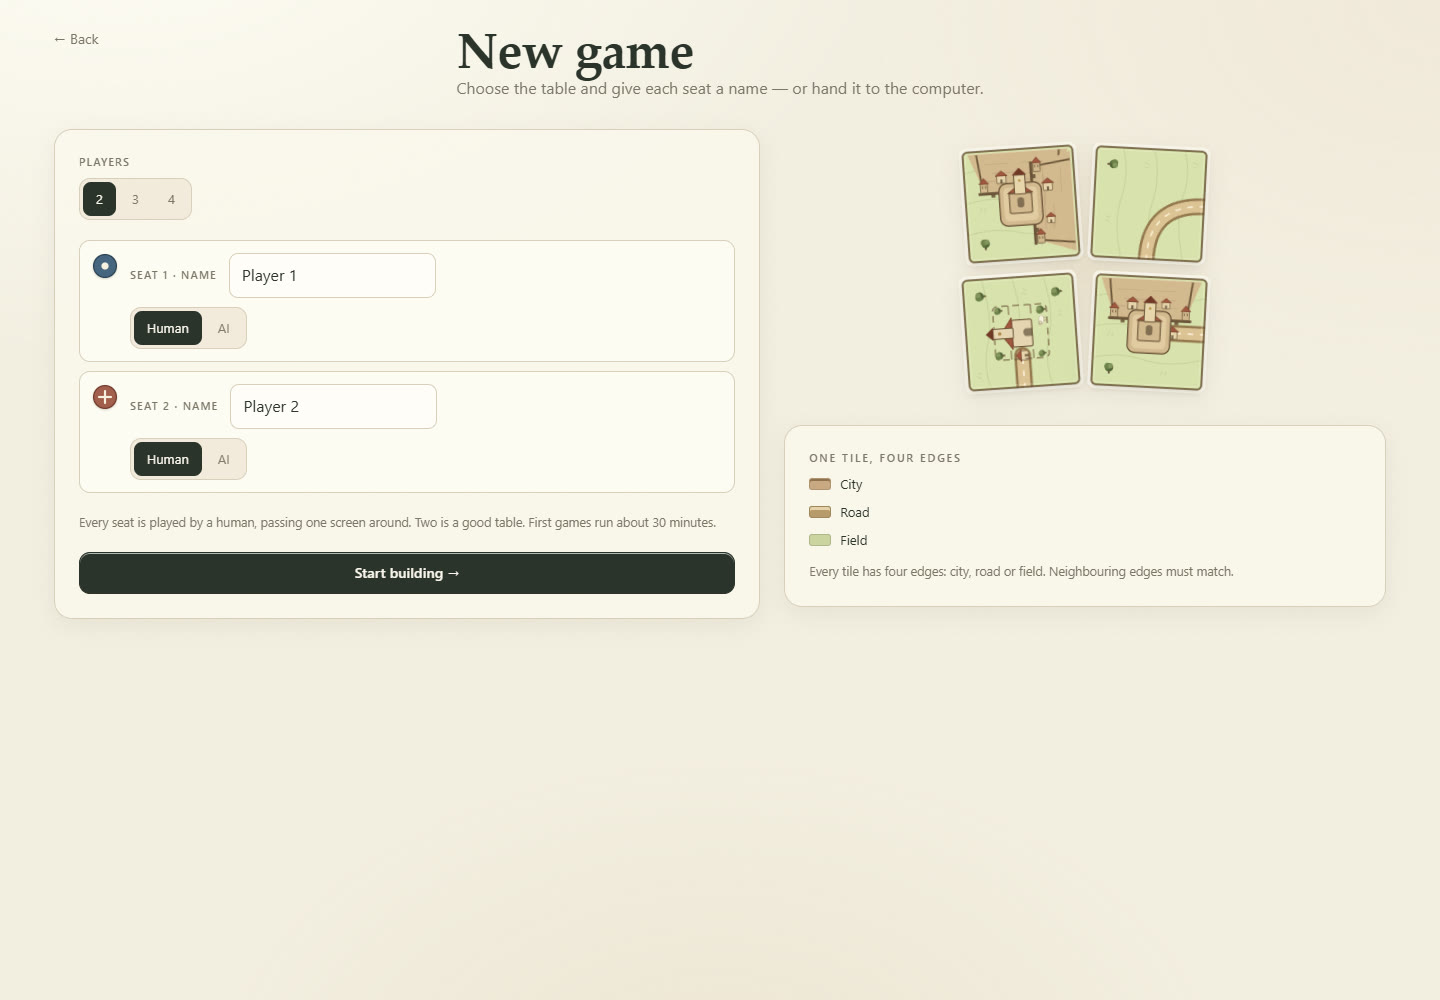 ← Back
New game
Choose the table and give each seat a name — or hand it to the computer.
PLAYERS
2 3 4
SEAT 1 · NAME Player 1
Human AI
SEAT 2 · NAME Player 2
Human AI
Every seat is played by a human, passing one screen around. Two is a good table. First games run about 30 minutes.
Start building →
ONE TILE, FOUR EDGES
City
Road
Field
Every tile has four edges: city, road or field. Neighbouring edges must match.